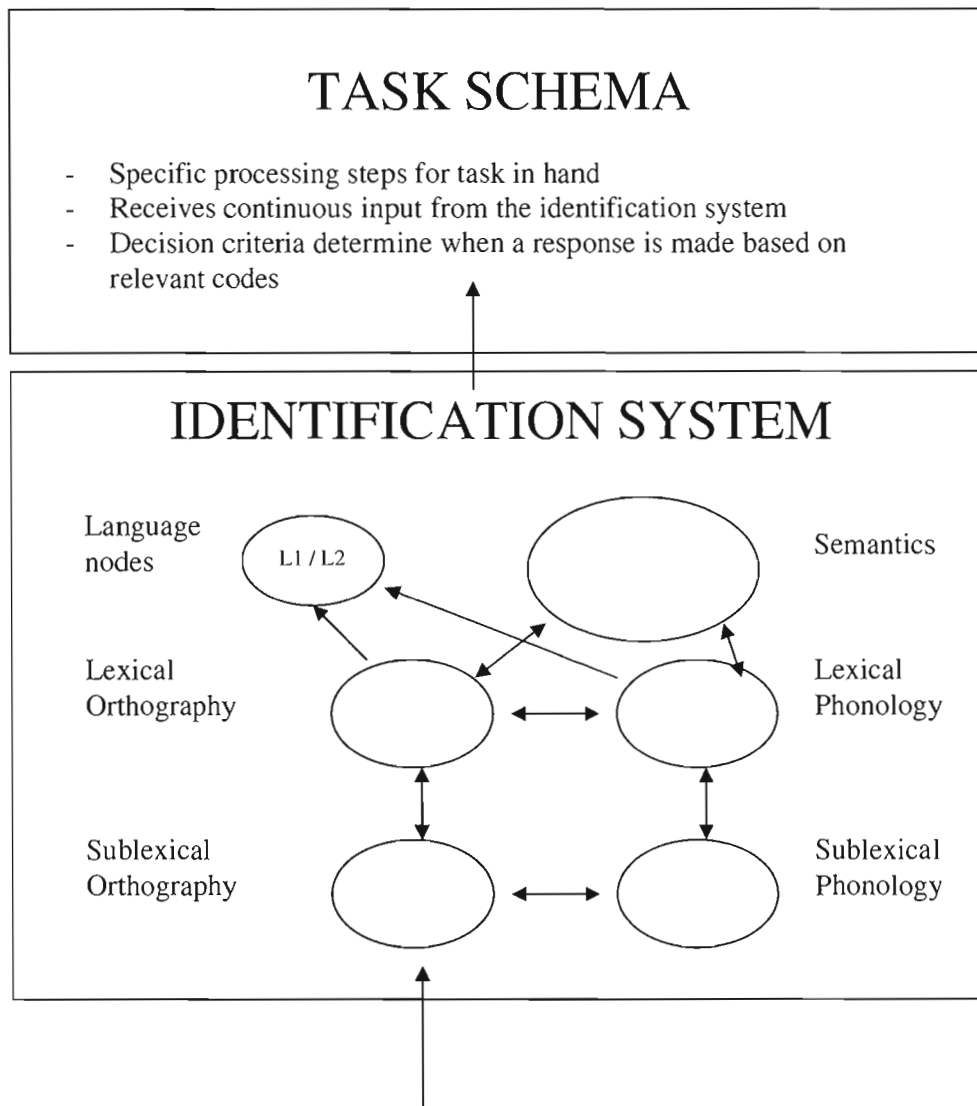 TASK SCHEMA
- Specific processing steps for task in hand
- Receives continuous input from the identification system
- Decision criteria determine when a response is made based on
relevant codes
IDENTIFICATION SYSTEM
Language
nodes
L1 / L2
Semantics
Lexical
Orthography
Lexical
Phonology
Sublexical
Orthography
Sublexical
Phonology